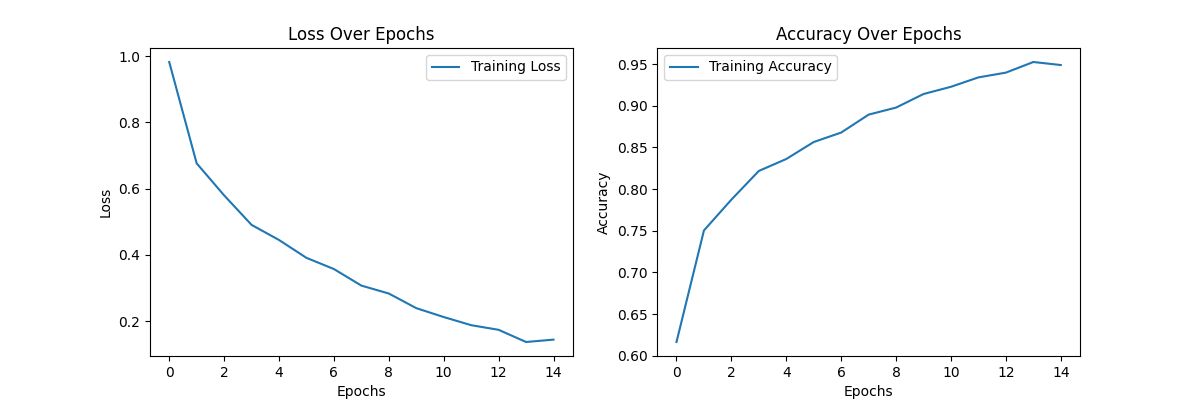 Loss Over Epochs
Training Loss
1.0
0.8
0.6
0.4
0.2
Loss
0 2 4 6 8 10 12 14
Epochs
Accuracy Over Epochs
Training Accuracy
0.95
0.90
0.85
0.80
0.75
0.70
0.65
0.60
Accuracy
0 2 4 6 8 10 12 14
Epochs